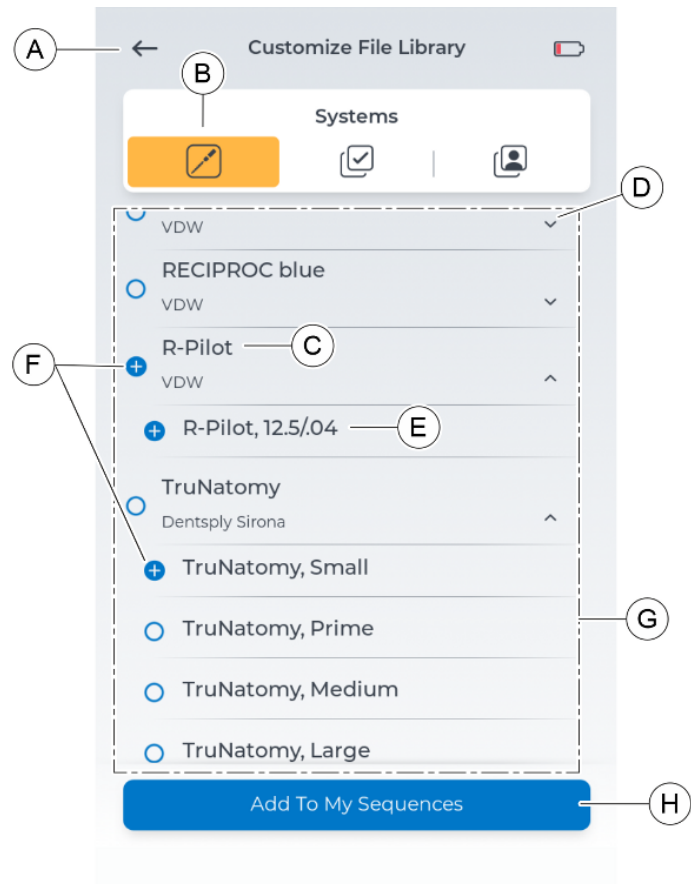 A
Customize File Library
B
Systems
D
VDW
RECIPROC blue
VDW
R-Pilot
C
F
VDW
R-Pilot, 12.5/.04
E
TruNatomy
Dentsply Sirona
TruNatomy, Small
TruNatomy, Prime
G
TruNatomy, Medium
TruNatomy, Large
Add To My Sequences
H